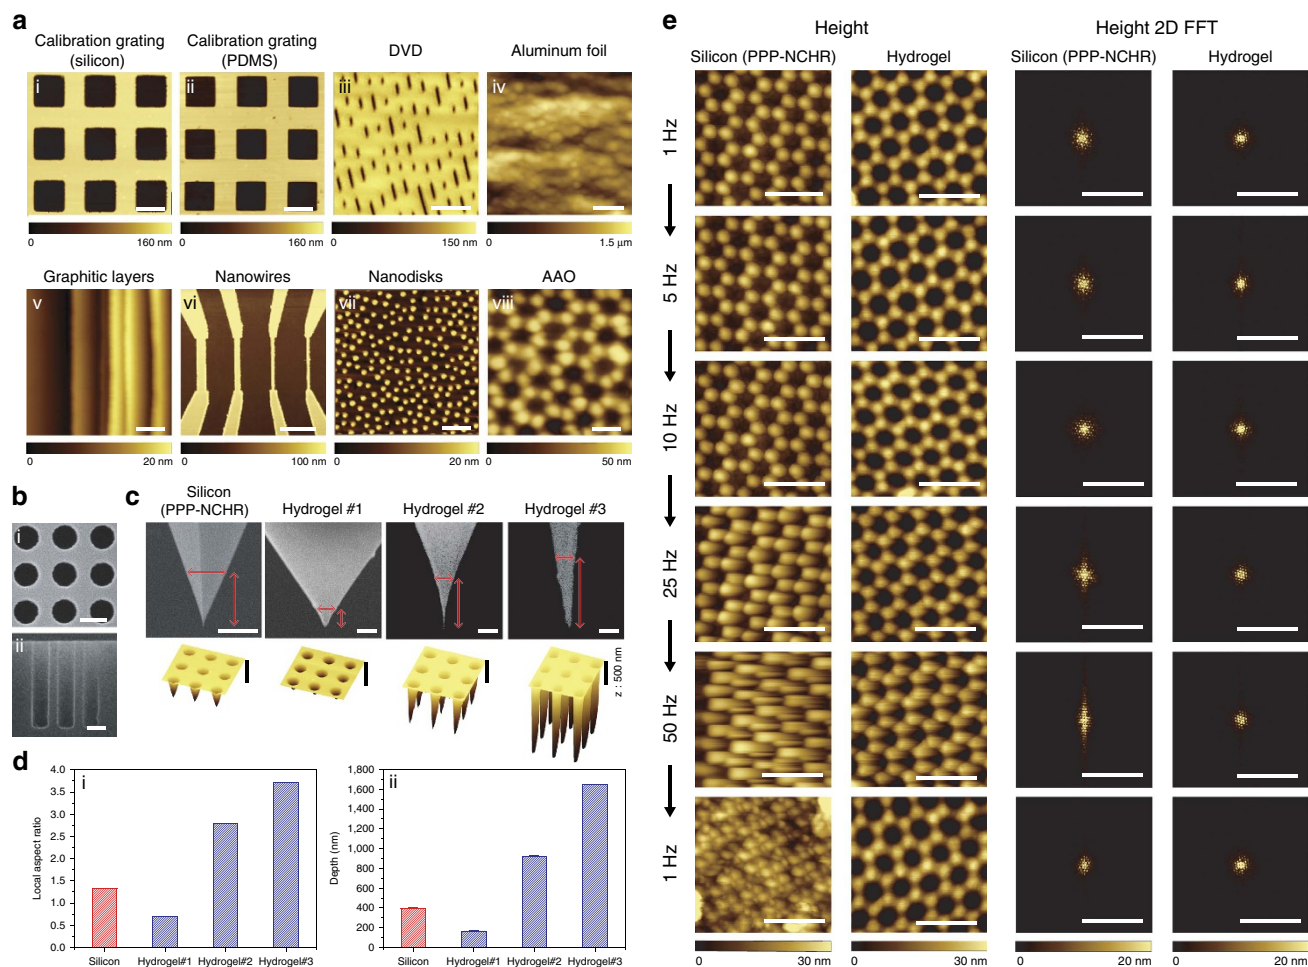 a
Calibration grating
(silicon)
Calibration grating
(PDMS)
DVD
Aluminum foil
i
ii
iii
iv
0 160 nm
0 160 nm
0 150 nm
0 1.5 μm
Graphitic layers
Nanowires
Nanodisks
AAO
v
vi
vii
viii
0 20 nm
0 100 nm
0 20 nm
0 50 nm
b
i
ii
c
Silicon
(PPP-NCHR)
Hydrogel #1
Hydrogel #2
Hydrogel #3
z : 500 nm
d
i
Local aspect ratio
4.0
3.5
3.0
2.5
2.0
1.5
1.0
0.5
0.0
Silicon Hydrogel#1 Hydrogel#2 Hydrogel#3
ii
Depth (nm)
1,800
1,600
1,400
1,200
1,000
800
600
400
200
0
Silicon Hydrogel#1 Hydrogel#2 Hydrogel#3
e
Height
Height 2D FFT
Silicon (PPP-NCHR)
Hydrogel
Silicon (PPP-NCHR)
Hydrogel
1 Hz
5 Hz
10 Hz
25 Hz
50 Hz
1 Hz
0 30 nm
0 30 nm
0 20 nm
0 20 nm